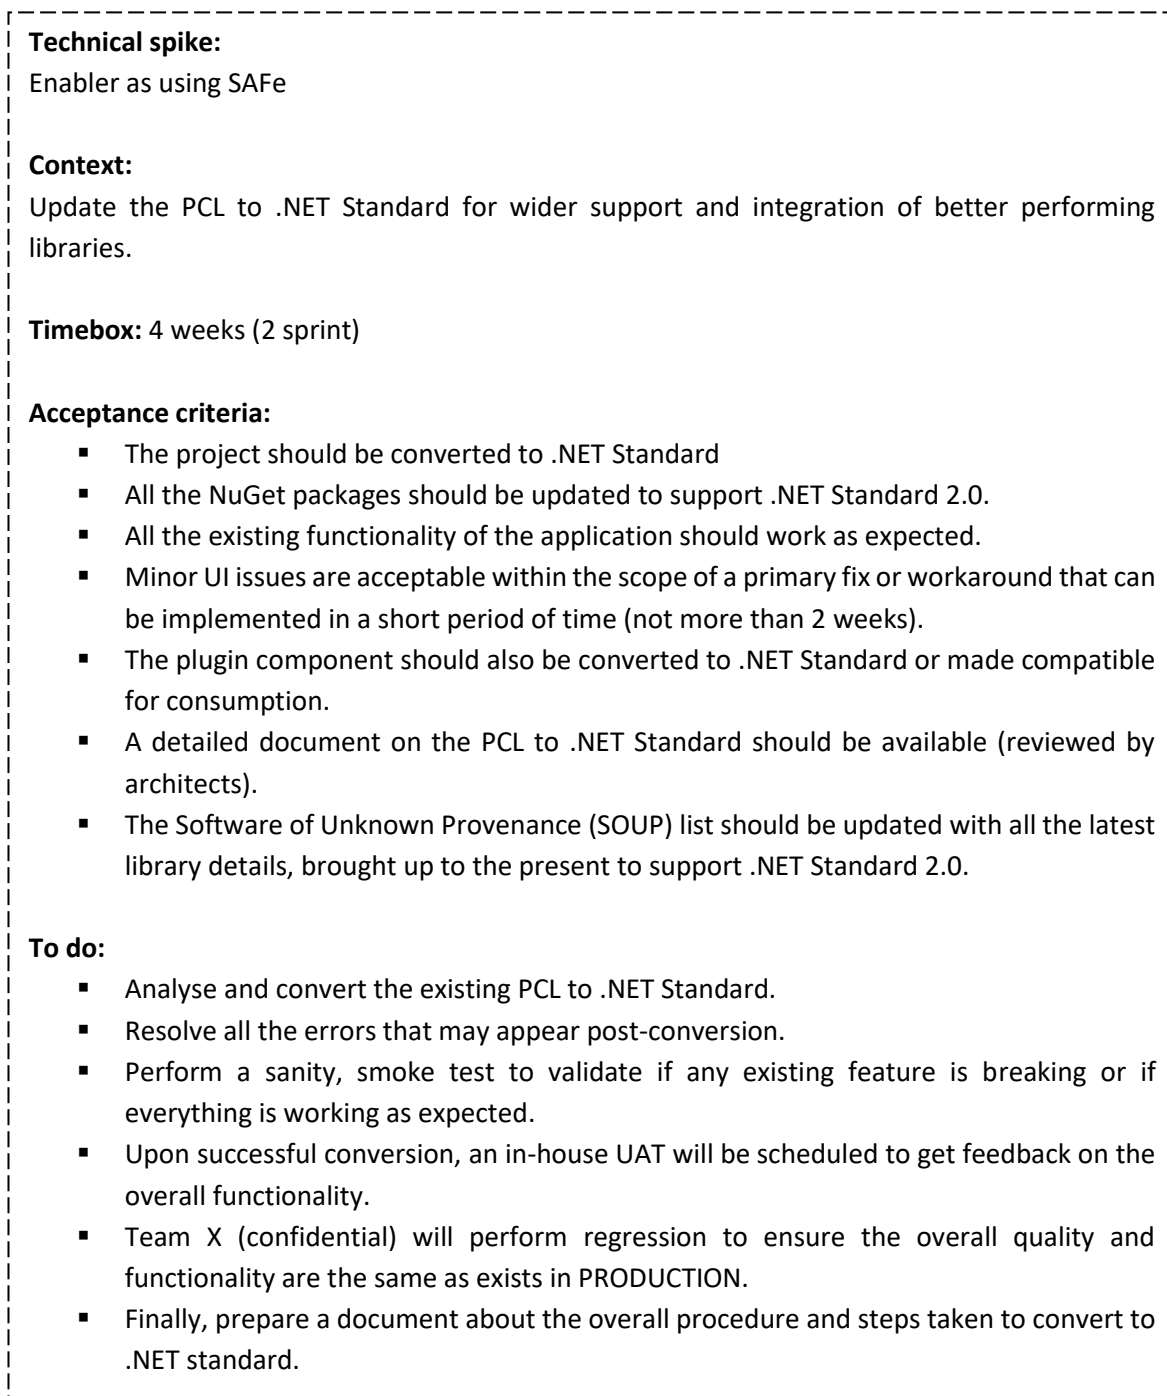 Technical spike:
Enabler as using SAFe
Context:
Update the PCL to .NET Standard for wider support and integration of better performing
libraries.
Timebox: 4 weeks (2 sprint)
Acceptance criteria:
▪ The project should be converted to .NET Standard
▪ All the NuGet packages should be updated to support .NET Standard 2.0.
▪ All the existing functionality of the application should work as expected.
▪ Minor UI issues are acceptable within the scope of a primary fix or workaround that can
be implemented in a short period of time (not more than 2 weeks).
▪ The plugin component should also be converted to .NET Standard or made compatible
for consumption.
▪ A detailed document on the PCL to .NET Standard should be available (reviewed by
architects).
▪ The Software of Unknown Provenance (SOUP) list should be updated with all the latest
library details, brought up to the present to support .NET Standard 2.0.
To do:
▪ Analyse and convert the existing PCL to .NET Standard.
▪ Resolve all the errors that may appear post-conversion.
▪ Perform a sanity, smoke test to validate if any existing feature is breaking or if
everything is working as expected.
▪ Upon successful conversion, an in-house UAT will be scheduled to get feedback on the
overall functionality.
▪ Team X (confidential) will perform regression to ensure the overall quality and
functionality are the same as exists in PRODUCTION.
▪ Finally, prepare a document about the overall procedure and steps taken to convert to
.NET standard.